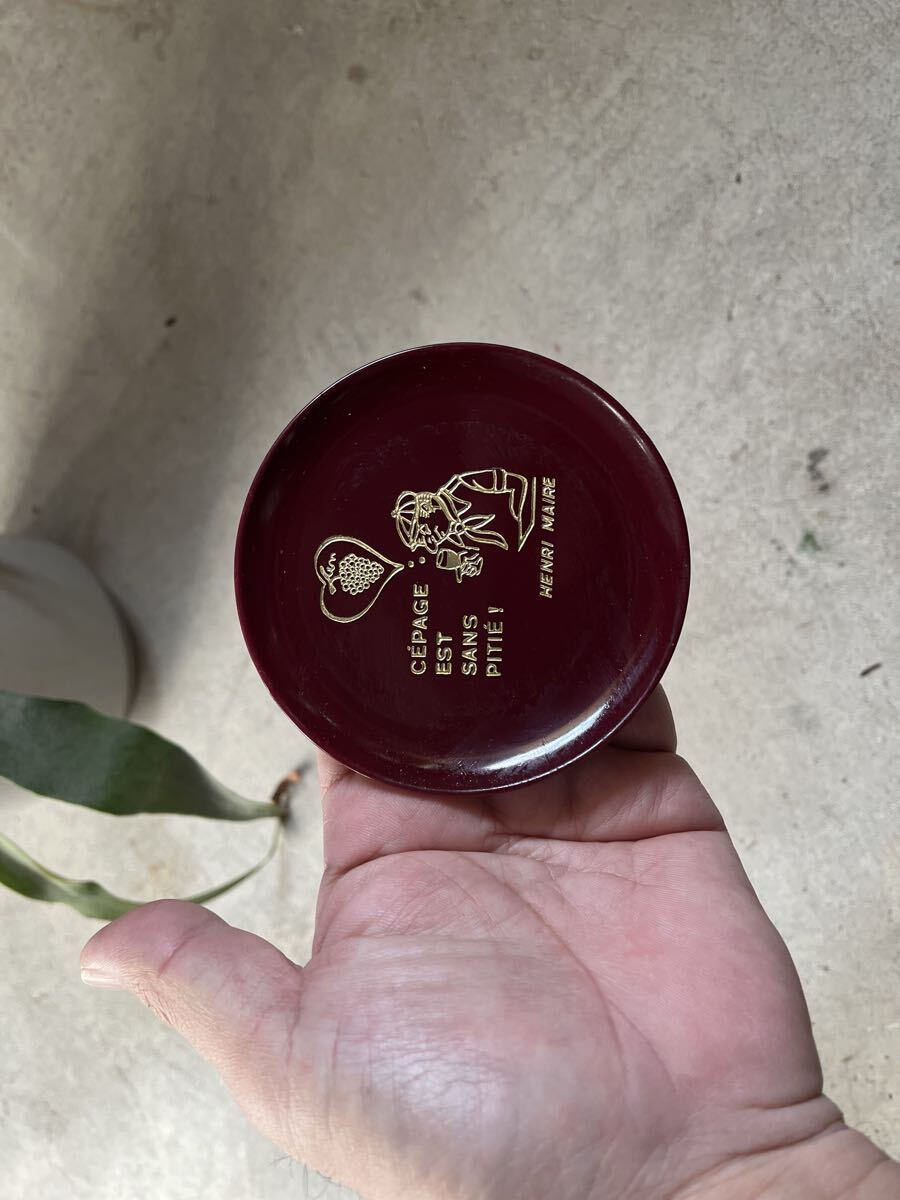 CÉPAGE
EST
SANS
PITIÉ !
HENRI MAIRE